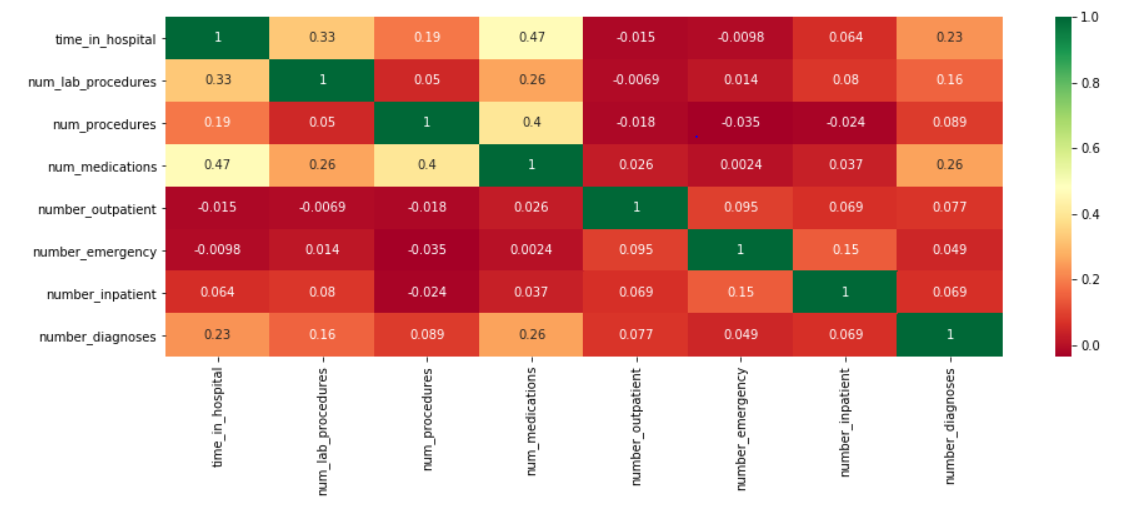 time_in_hospital 1 0.33 0.19 0.47 -0.015 -0.0098 0.064 0.23
num_lab_procedures 0.33 1 0.05 0.26 -0.0069 0.014 0.08 0.16
num_procedures 0.19 0.05 1 0.4 -0.018 -0.035 -0.024 0.089
num_medications 0.47 0.26 0.4 1 0.026 0.0024 0.037 0.26
number_outpatient -0.015 -0.0069 -0.018 0.026 1 0.095 0.069 0.077
number_emergency -0.0098 0.014 -0.035 0.0024 0.095 1 0.15 0.049
number_inpatient 0.064 0.08 -0.024 0.037 0.069 0.15 1 0.069
number_diagnoses 0.23 0.16 0.089 0.26 0.077 0.049 0.069 1
time_in_hospital
num_lab_procedures
num_procedures
num_medications
number_outpatient
number_emergency
number_inpatient
number_diagnoses
1.0
0.8
0.6
0.4
0.2
0.0